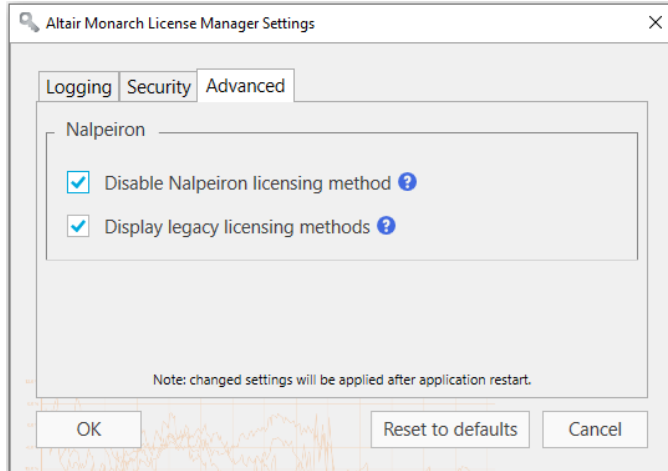 Altair Monarch License Manager Settings
Logging Security Advanced
Nalpeiron
Disable Nalpeiron licensing method ?
Display legacy licensing methods ?
Note: changed settings will be applied after application restart.
OK Reset to defaults Cancel